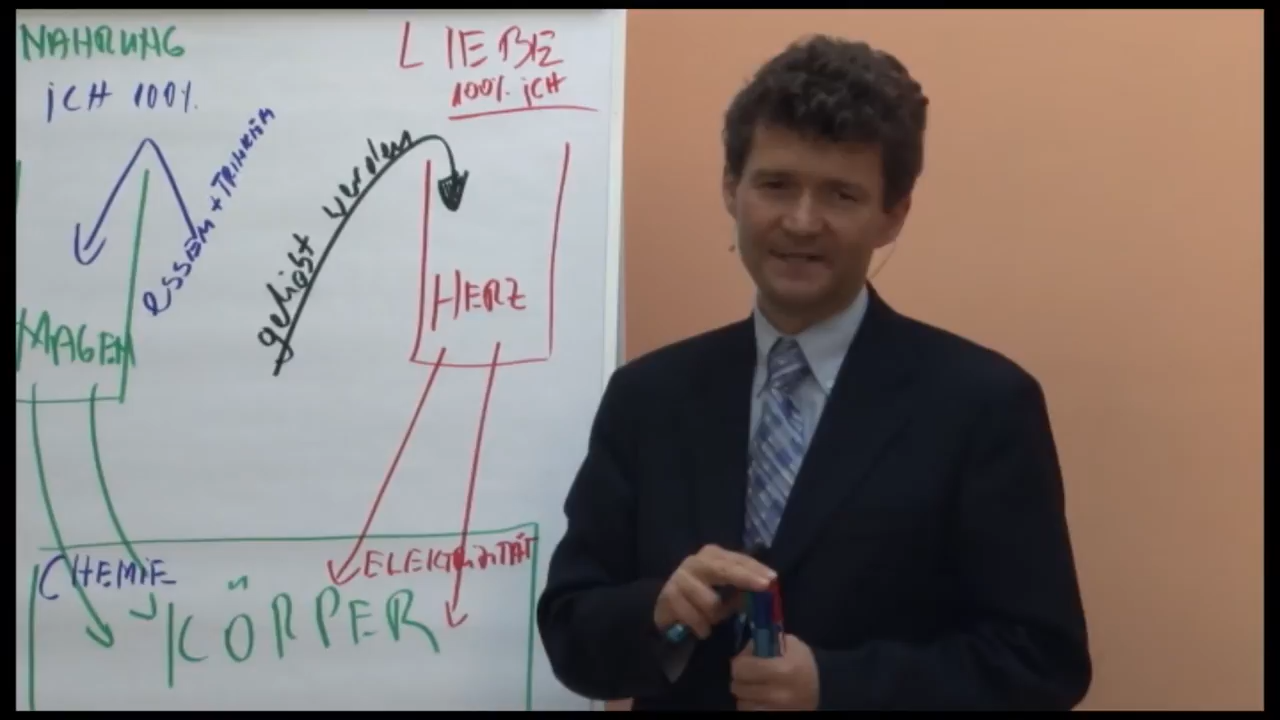 NAHRUNG
iCH 100%
ESSEN + TRINKEN
MAGEN
LIEBE
100% iCH
geliebt werden
HERZ
CHEMIE
ELEKTRIZITÄT
KÖRPER